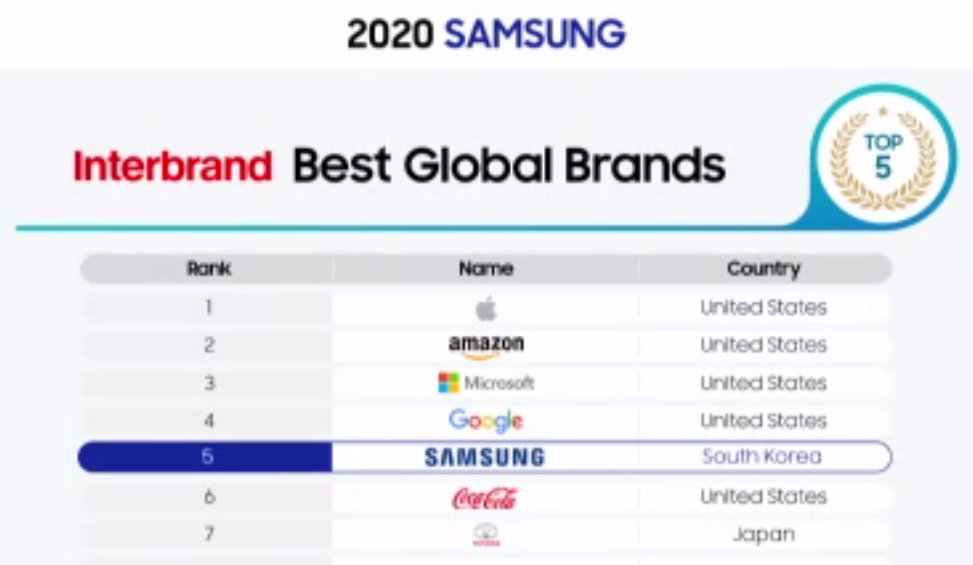 2020 SAMSUNG
Interbrand Best Global Brands
TOP
5
Rank Name Country
1 United States
2 amazon United States
3 Microsoft United States
4 Google United States
5 SAMSUNG South Korea
6 Coca-Cola United States
7 TOYOTA Japan